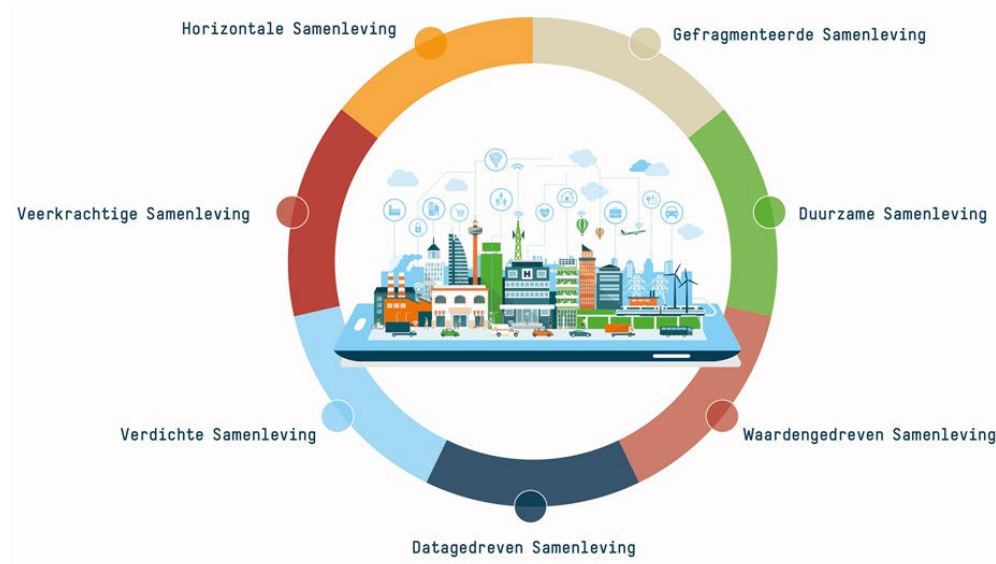 Horizontale Samenleving
Gefragmenteerde Samenleving
Veerkrachtige Samenleving
Duurzame Samenleving
Verdichte Samenleving
Waardengedreven Samenleving
Datagedreven Samenleving
H